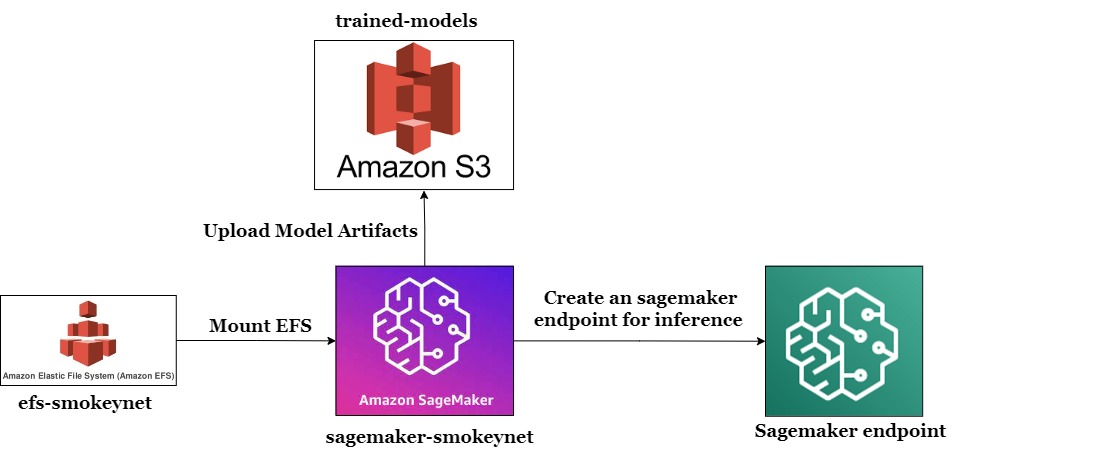 trained-models
Amazon S3
Upload Model Artifacts
Mount EFS
Create an sagemaker
endpoint for inference
Amazon Elastic File System (Amazon EFS)
efs-smokeynet
Amazon SageMaker
sagemaker-smokeynet
Sagemaker endpoint